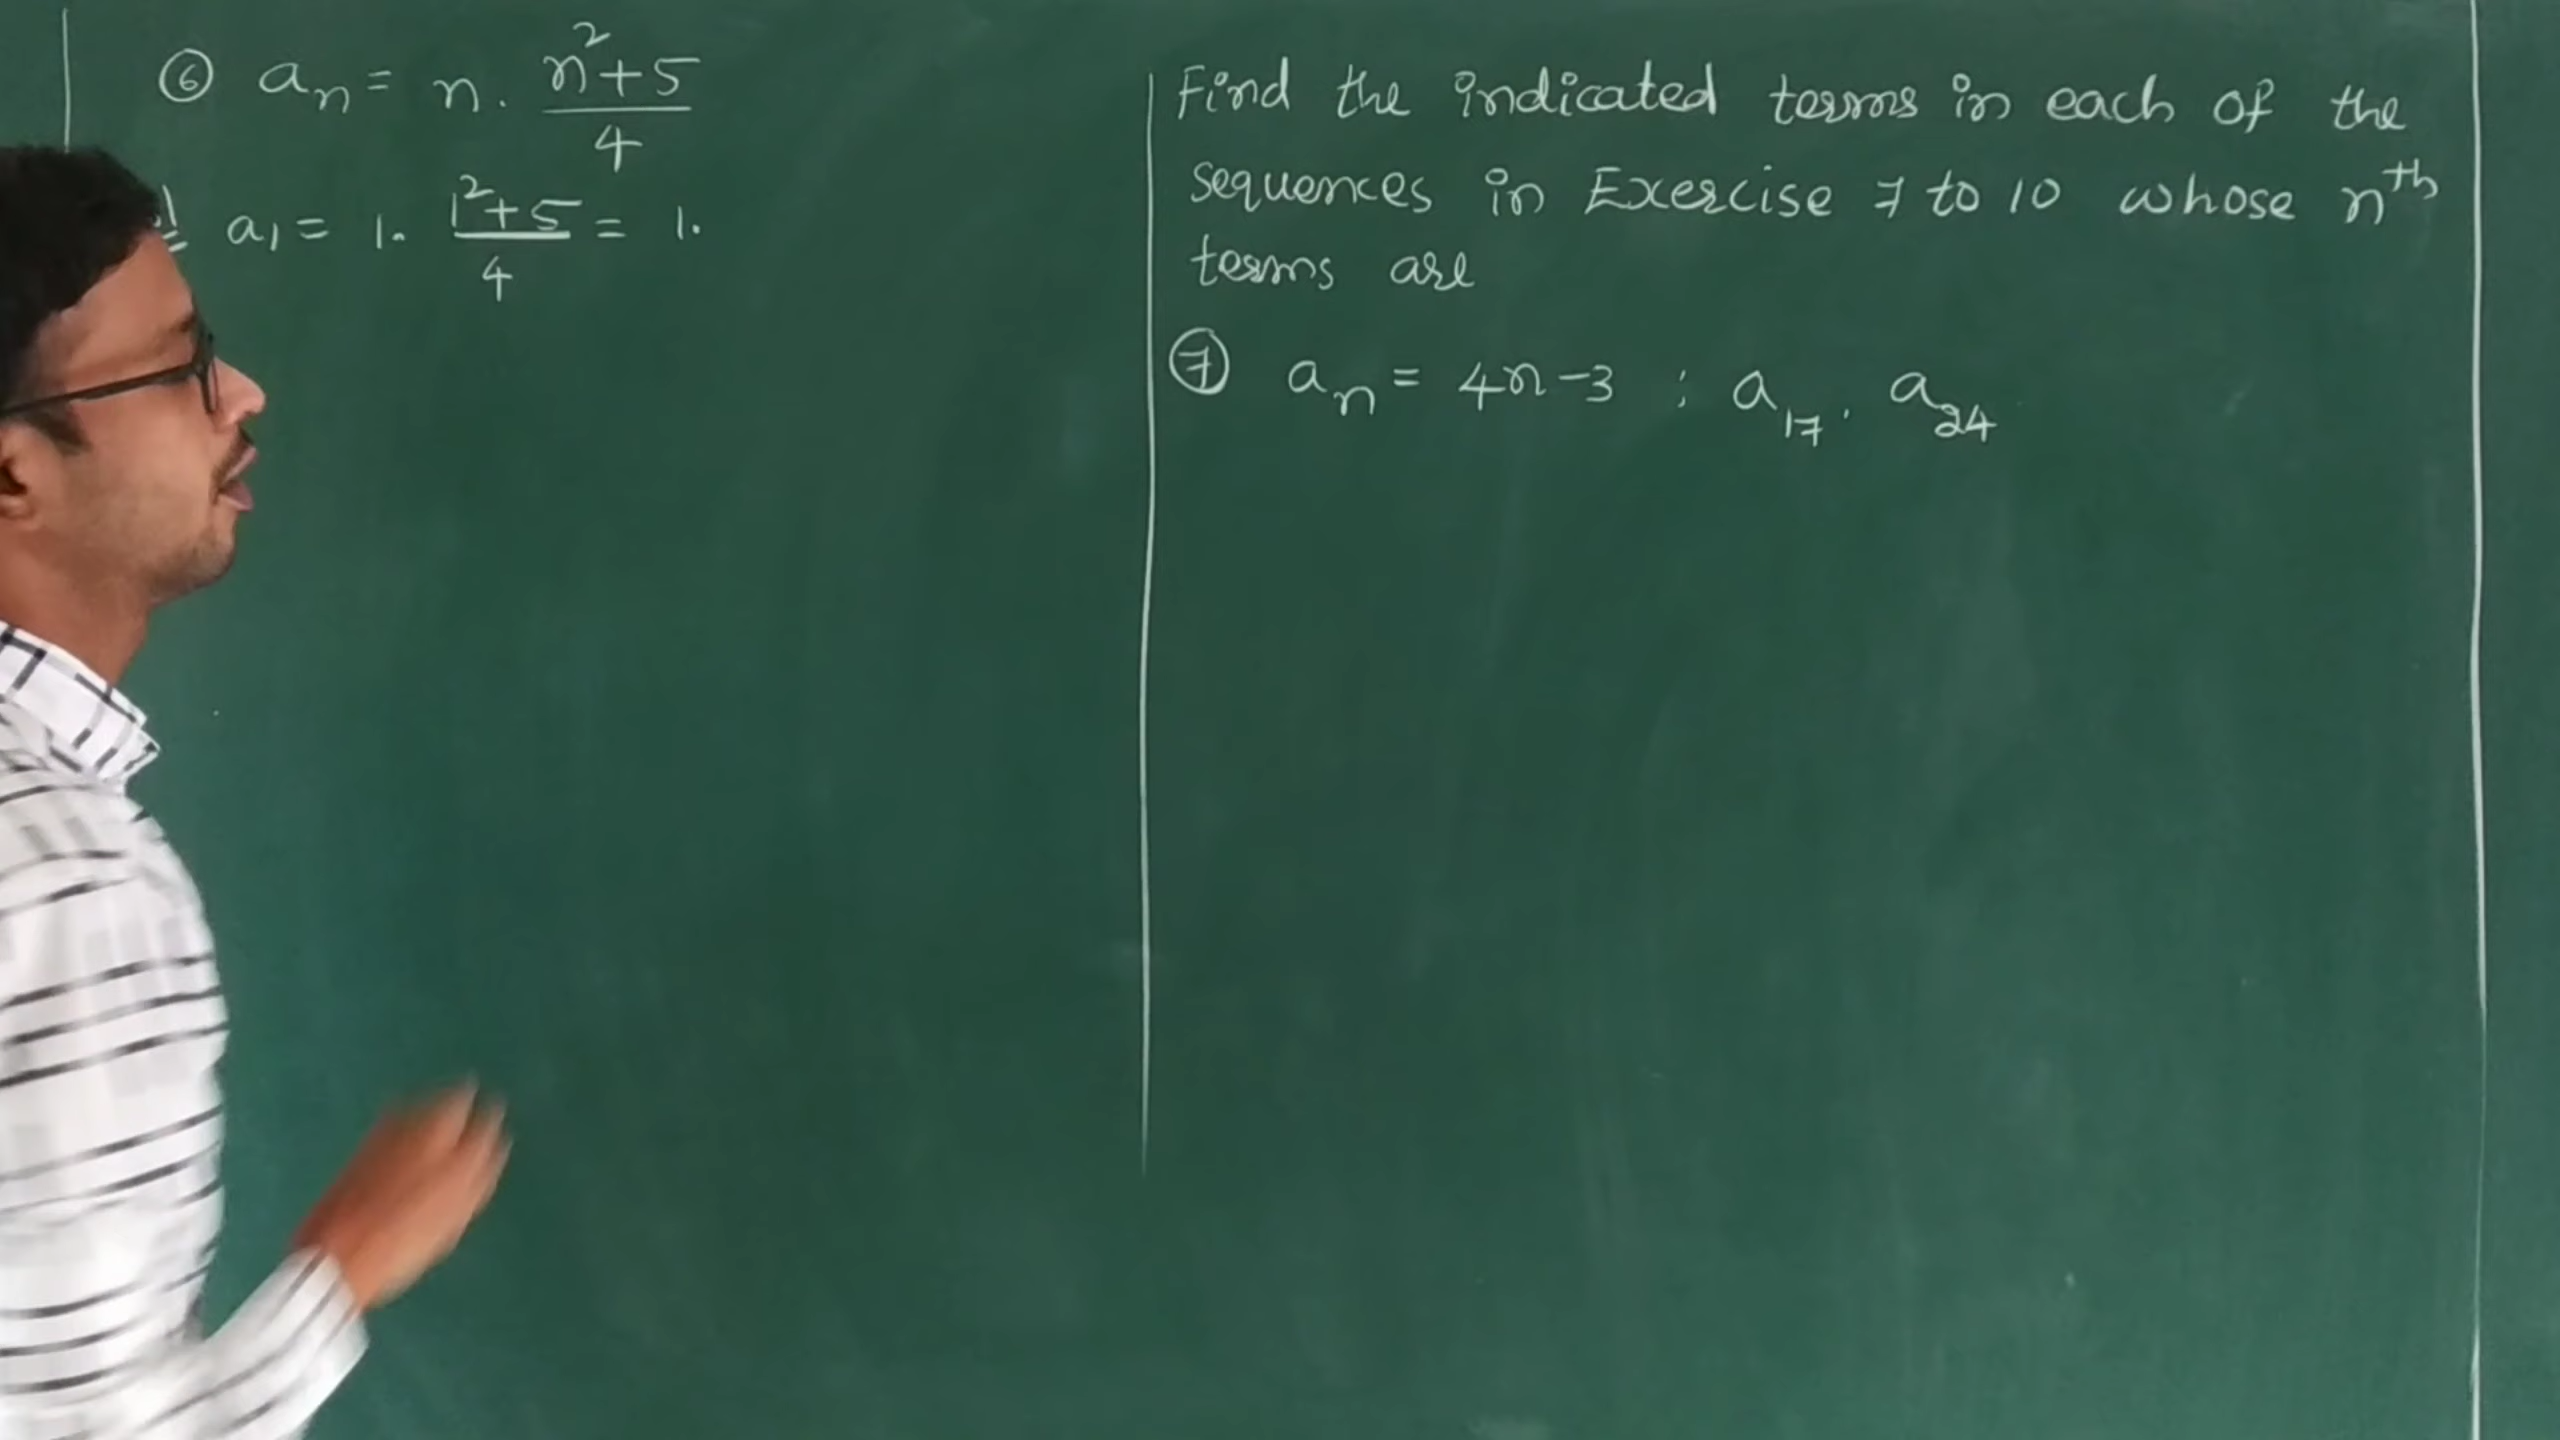 ⑥ aₙ = n. n²+5/4
a₁ = 1. 1²+5/4 = 1.
Find the indicated terms in each of the
sequences in Exercise 7 to 10 whose nᵗʰ
terms are
⑦ aₙ = 4n-3 : a₁₇, a₂₄